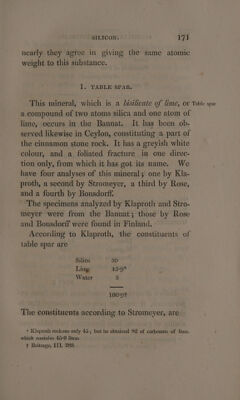 SILICON. 171
nearly they agree in giving the same atomic
weight to this substance.
1. TABLE SPAR.
This mineral, which is a bisilicate of lime, or Table spar
a compound of two atoms silica and one atom of
lime, occurs in the Bannat. It has been ob-
served likewise in Ceylon, constituting a part of
the cinnamon stone rock. It has a greyish white
colour, and a foliated fracture in one direc-
tion only, from which it has got its name. We
have four analyses of this mineral; one by Kla-
proth, a second by Stromeyer, a third by Rose,
and a fourth by Bonsdorff.
The specimens analyzed by Klaproth and Stro-
meyer were from the Bannat; those by Rose
and Bonsdorff were found in Finland.
According to Klaproth, the constituents of
table spar are
Silica 50
Lime 45·9*
Water 5
100·9†
The constituents according to Stromeyer, are
* Klaproth reckons only 45; but he obtained 82 of carbonate of lime,
which contains 45·9 lime.
† Beitrage, III. 289.